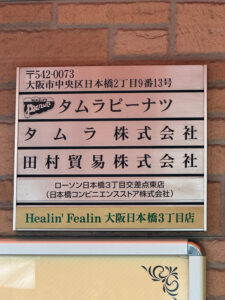 〒542-0073
大阪市中央区日本橋2丁目9番13号
タムラピーナツ
タムラ株式会社
田村貿易株式会社
ローソン日本橋3丁目交差点東店
(日本橋コンビニエンスストア株式会社)
Healin' Fealin 大阪日本橋3丁目店